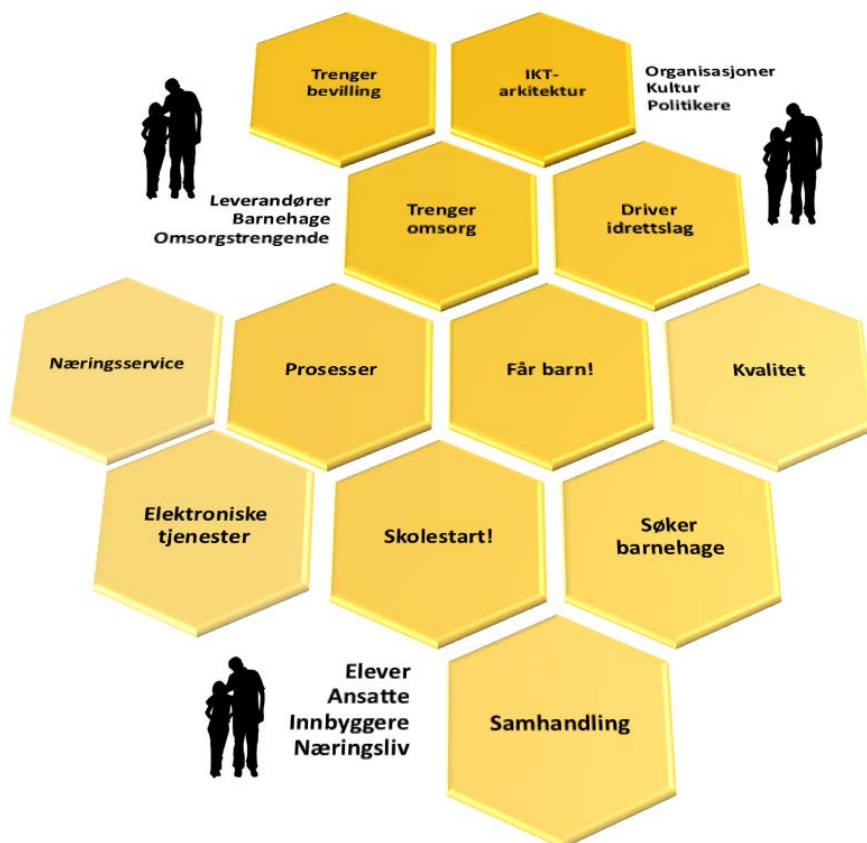 Trenger
bevilling
IKT-
arkitektur
Organisasjoner
Kultur
Politikere
Leverandører
Barnehage
Omsorgstrengende
Trenger
omsorg
Driver
idrettslag
Næringsservice
Prosesser
Får barn!
Kvalitet
Elektroniske
tjenester
Skolestart!
Søker
barnehage
Elever
Ansatte
Innbyggere
Næringsliv
Samhandling